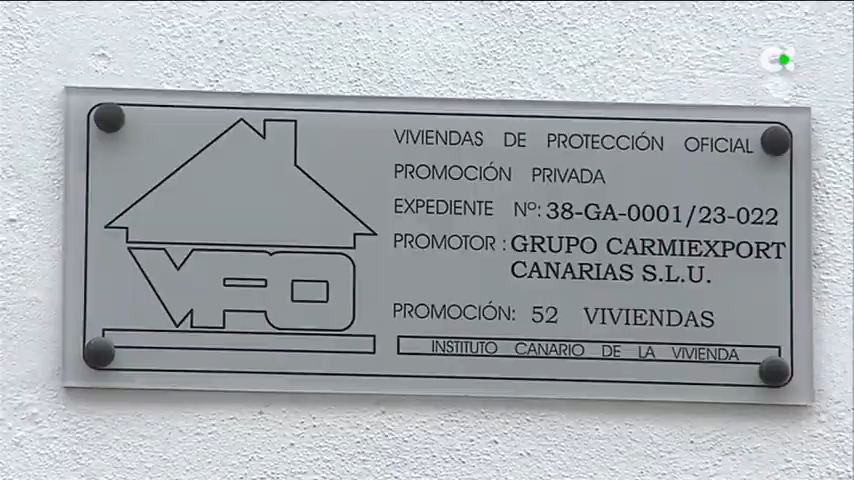 VIVIENDAS DE PROTECCIÓN OFICIAL
PROMOCIÓN PRIVADA
EXPEDIENTE Nº: 38-GA-0001/23-022
PROMOTOR : GRUPO CARMIEXPORT
CANARIAS S.L.U.
VPO
PROMOCIÓN: 52 VIVIENDAS
INSTITUTO CANARIO DE LA VIVIENDA